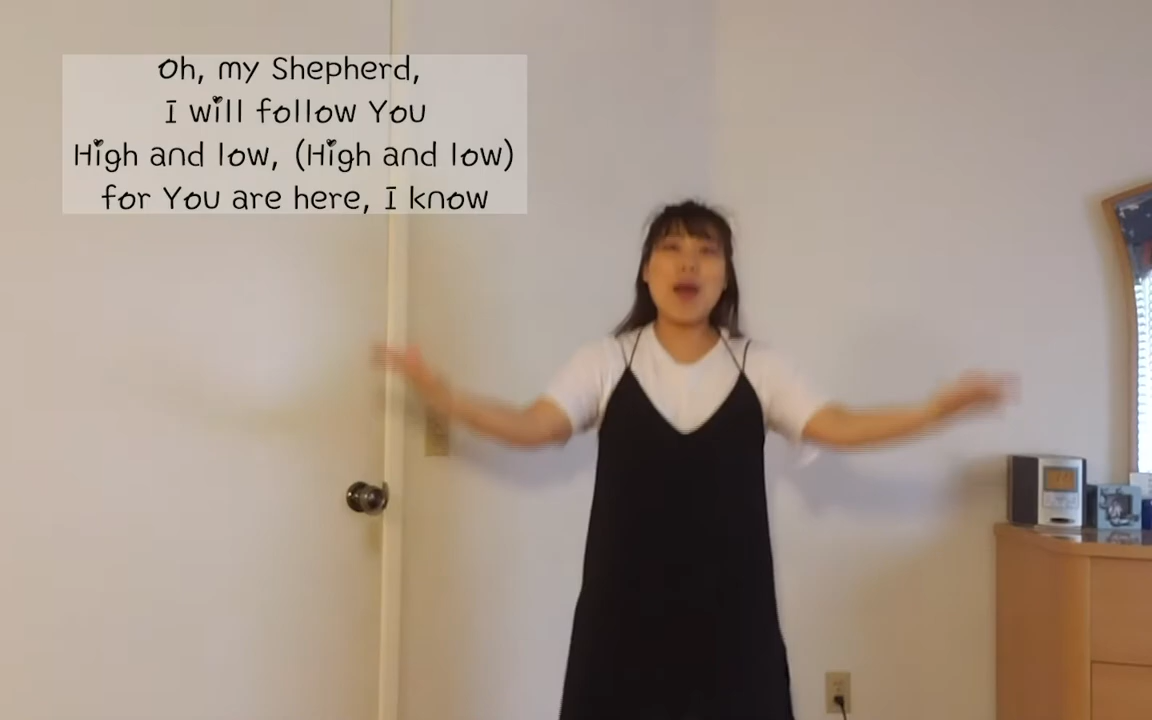 Oh, my Shepherd,
I will follow You
High and low, (High and low)
for You are here, I know